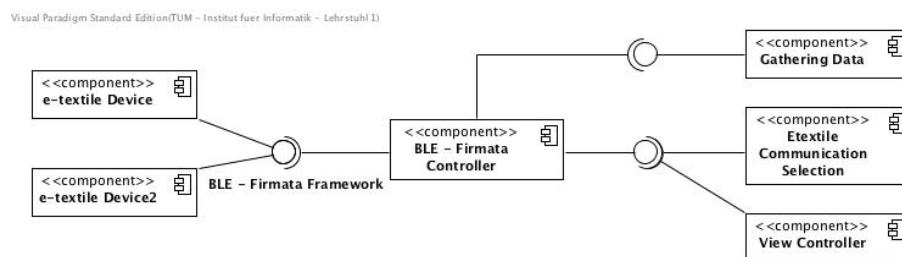 Visual Paradigm Standard Edition(TUM - Institut fuer Informatik - Lehrstuhl 1)
<<component>>
e-textile Device
<<component>>
e-textile Device2
BLE - Firmata Framework
<<component>>
BLE - Firmata
Controller
<<component>>
Gathering Data
<<component>>
Etextile
Communication
Selection
<<component>>
View Controller